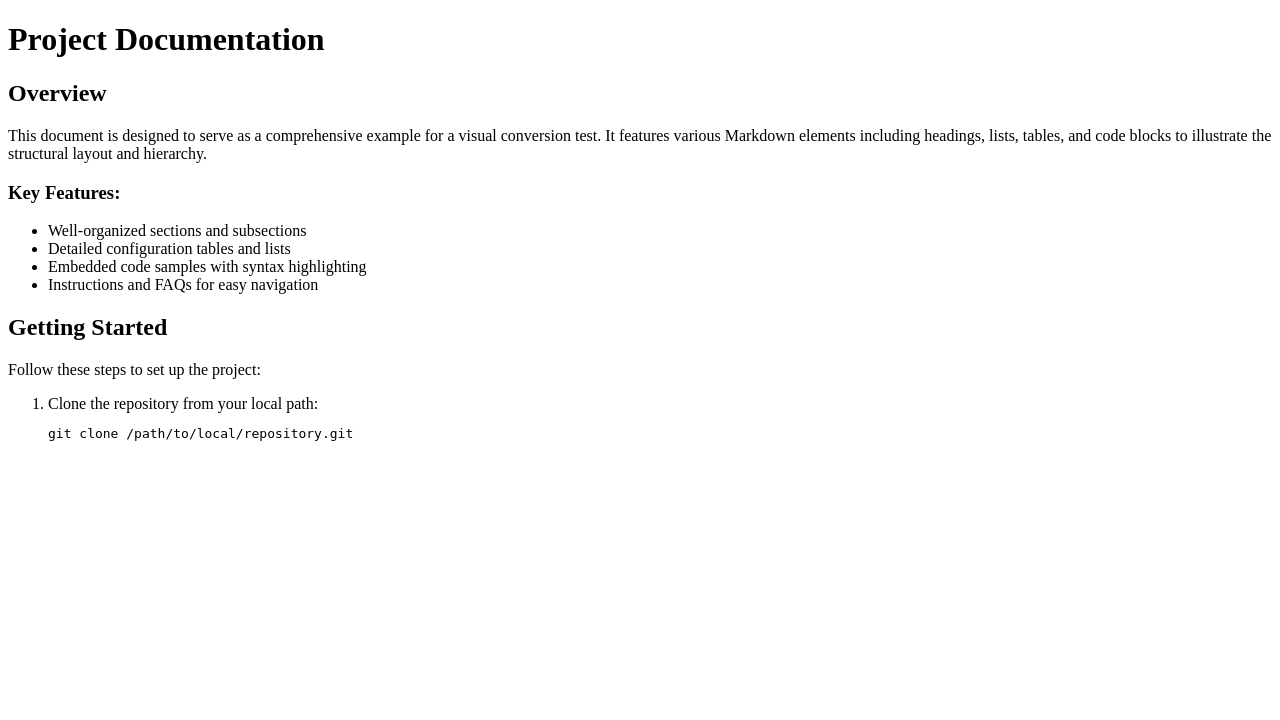 Project Documentation
Overview
This document is designed to serve as a comprehensive example for a visual conversion test. It features various Markdown elements including headings, lists, tables, and code blocks to illustrate the
structural layout and hierarchy.
Key Features:
• Well-organized sections and subsections
• Detailed configuration tables and lists
• Embedded code samples with syntax highlighting
• Instructions and FAQs for easy navigation
Getting Started
Follow these steps to set up the project:
1. Clone the repository from your local path:
git clone /path/to/local/repository.git